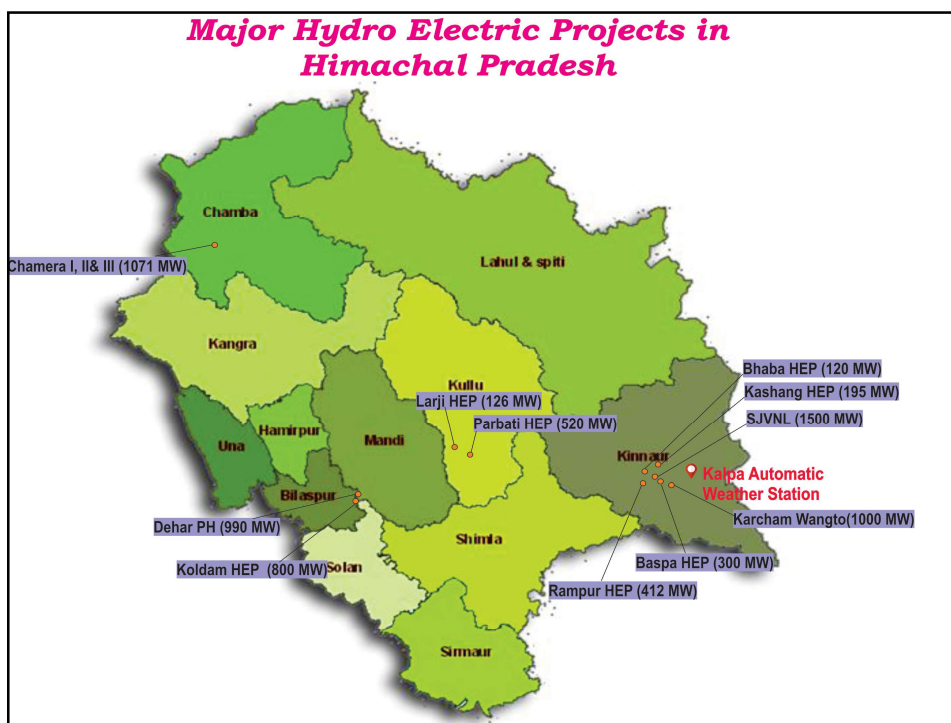 Major Hydro Electric Projects in
Himachal Pradesh
Chamba
Chamera I, II& III (1071 MW)
Lahul & spiti
Kangra
Kullu
Larji HEP (126 MW)
Parbati HEP (520 MW)
Bhaba HEP (120 MW)
Kashang HEP (195 MW)
SJVNL (1500 MW)
Una
Hamirpur
Mandi
Kinnaur
Kalpa Automatic
Weather Station
Bilaspur
Dehar PH (990 MW)
Karcham Wangto(1000 MW)
Shimla
Koldam HEP (800 MW)
Solan
Baspa HEP (300 MW)
Rampur HEP (412 MW)
Sirmaur